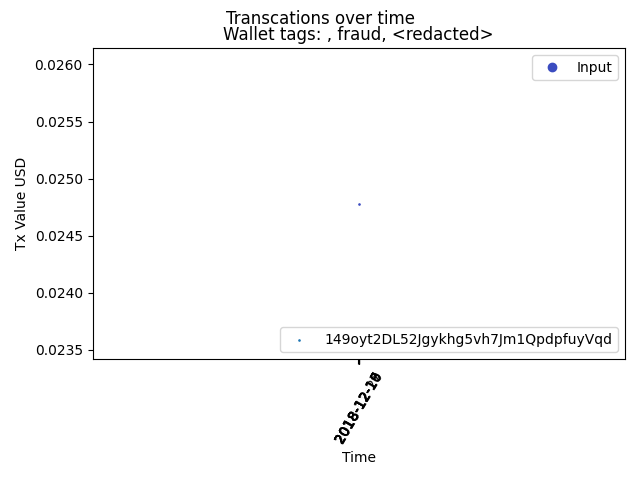 Transcations over time
Wallet tags: , fraud, <redacted>
0.0260
0.0255
0.0250
0.0245
0.0240
0.0235
Tx Value USD
Input
149oyt2DL52Jgykhg5vh7Jm1QpdpfuyVqd
Time